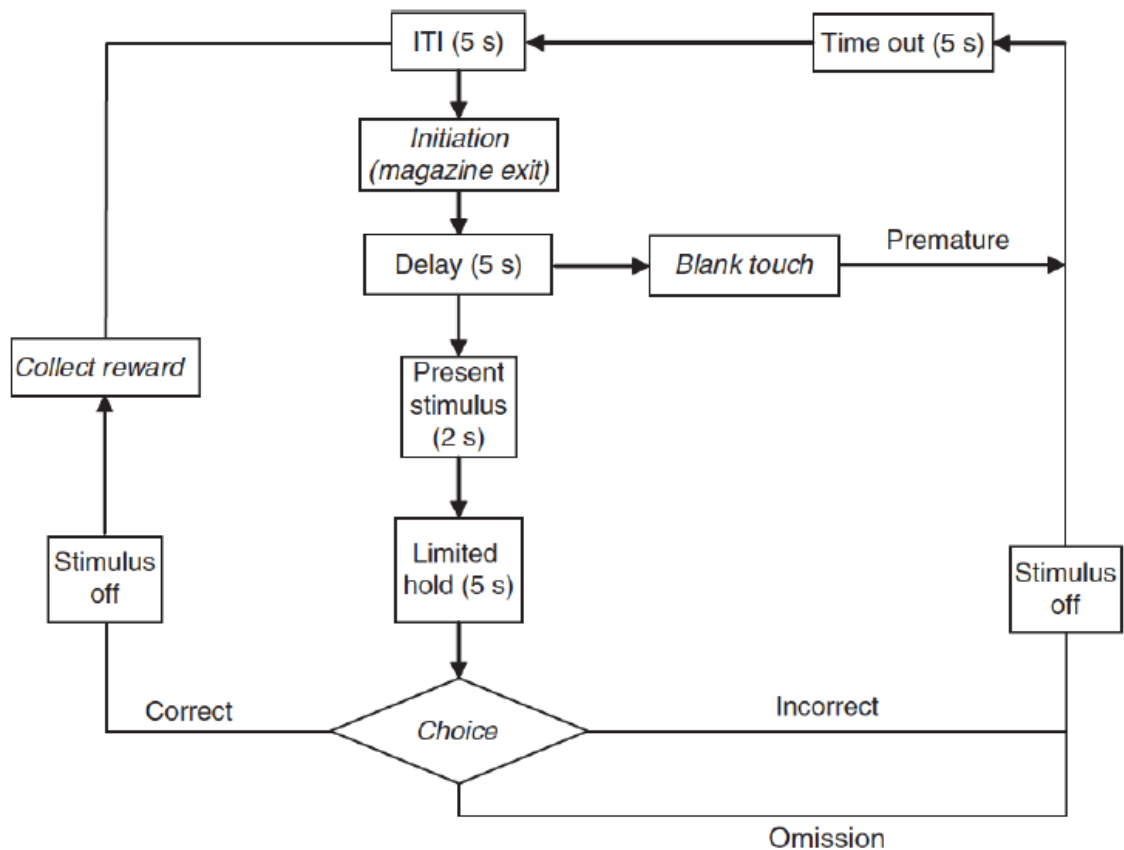 ITI (5 s)
Time out (5 s)
Initiation
(magazine exit)
Delay (5 s)
Blank touch
Premature
Collect reward
Present
stimulus
(2 s)
Stimulus
off
Limited
hold (5 s)
Stimulus
off
Correct
Choice
Incorrect
Omission